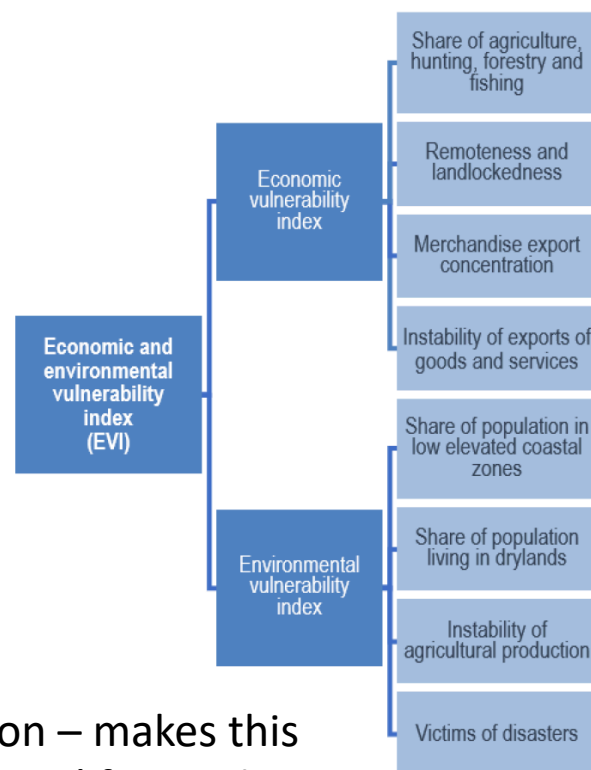 Economic and
environmental
vulnerability
index
(EVI)
Economic
vulnerability
index
Share of agriculture,
hunting, forestry and
fishing
Remoteness and
landlockedness
Merchandise export
concentration
Instability of exports of
goods and services
Environmental
vulnerability
index
Share of population in
low elevated coastal
zones
Share of population
living in drylands
Instability of
agricultural production
Victims of disasters
on – makes this